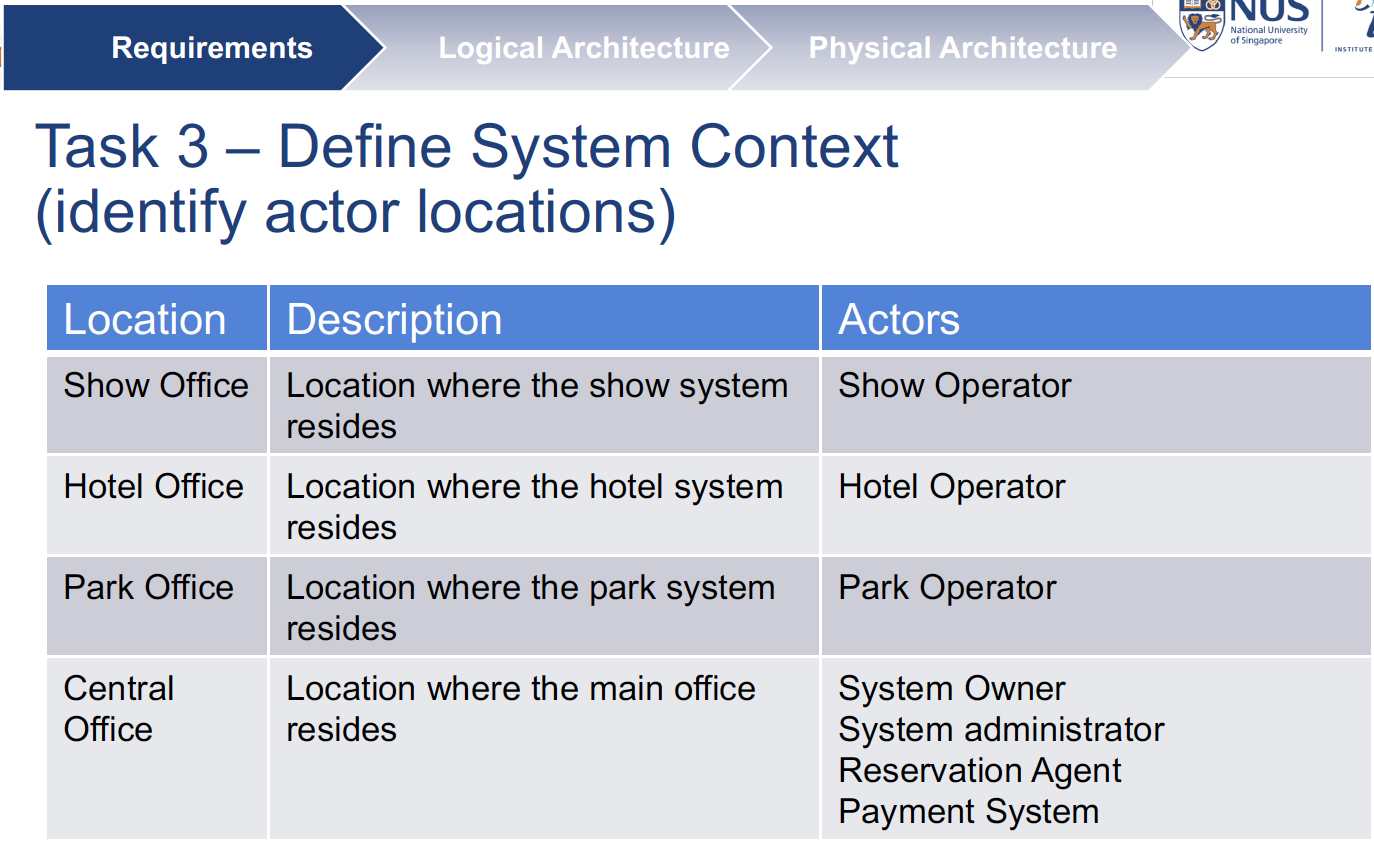 Requirements
Logical Architecture
Physical Architecture
NUS
National University
of Singapore
INSTITUTE
Task 3 – Define System Context
(identify actor locations)
Location
Description
Actors
Show Office
Location where the show system
resides
Show Operator
Hotel Office
Location where the hotel system
resides
Hotel Operator
Park Office
Location where the park system
resides
Park Operator
Central
Office
Location where the main office
resides
System Owner
System administrator
Reservation Agent
Payment System